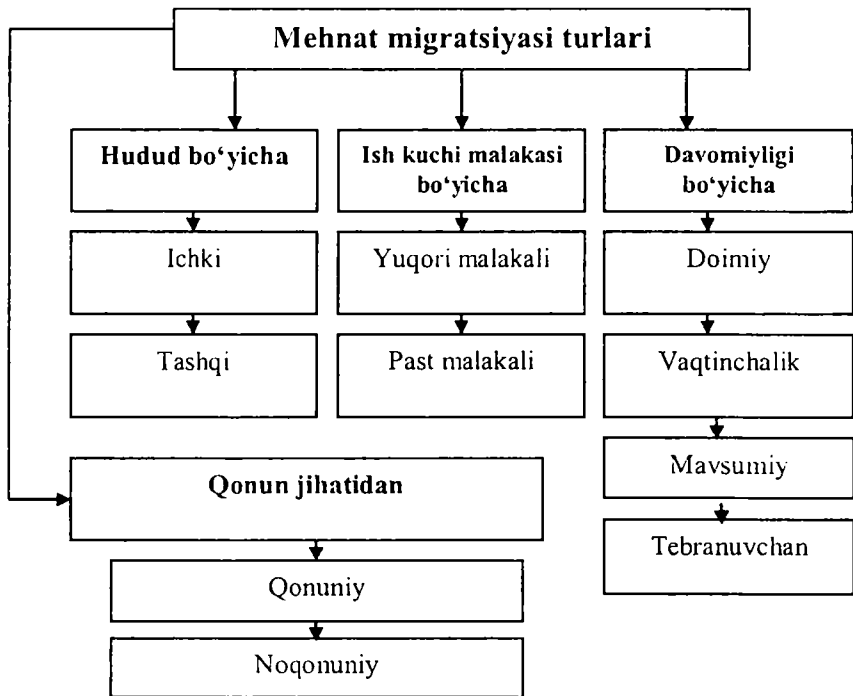 Mehnat migratsiyasi turlari
Hudud bo‘yicha
Ish kuchi malakasi
bo‘yicha
Davomiyligi
bo‘yicha
Ichki
Yuqori malakali
Doimiy
Tashqi
Past malakali
Vaqtinchalik
Mavsumiy
Qonun jihatidan
Tebranuvchan
Qonuniy
Noqonuniy